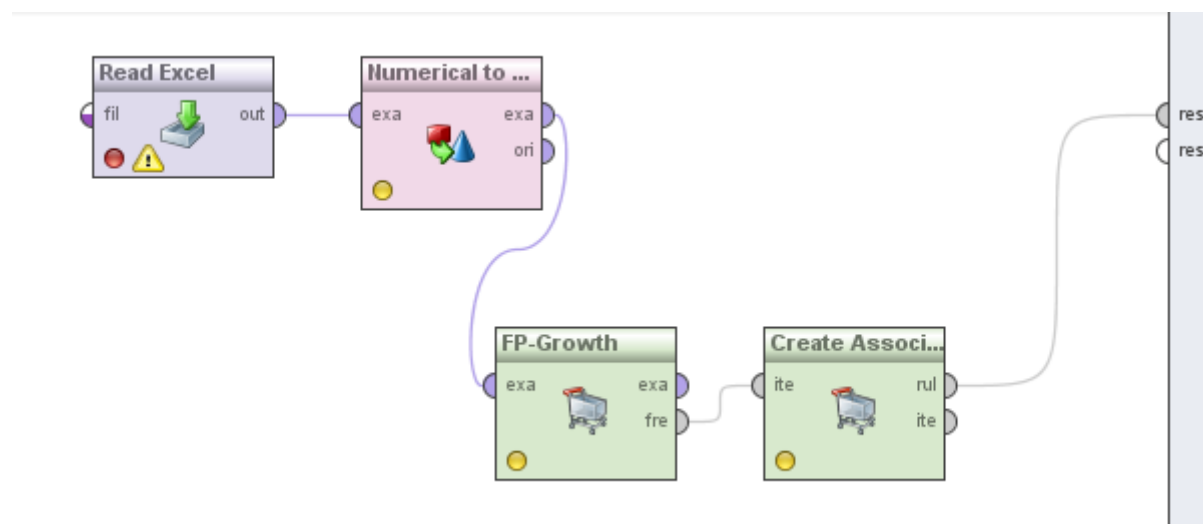 Read Excel
fil out
Numerical to ...
exa exa
ori
res
res
FP-Growth
exa exa
fre
Create Associ...
ite rul
ite